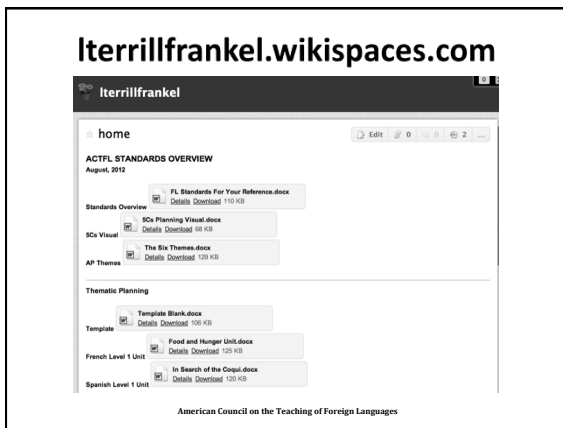 lterrillfrankel.wikispaces.com
lterrillfrankel
home
Edit 0 0 2 ...
ACTFL STANDARDS OVERVIEW
August, 2012
FL Standards For Your Reference.docx
Details Download 110 KB
Standards Overview
5Cs Planning Visual.docx
Details Download 68 KB
5Cs Visual
The Six Themes.docx
Details Download 129 KB
AP Themes
Thematic Planning
Template Blank.docx
Details Download 106 KB
Template
Food and Hunger Unit.docx
Details Download 125 KB
French Level 1 Unit
In Search of the Coqui.docx
Details Download 120 KB
Spanish Level 1 Unit
American Council on the Teaching of Foreign Languages